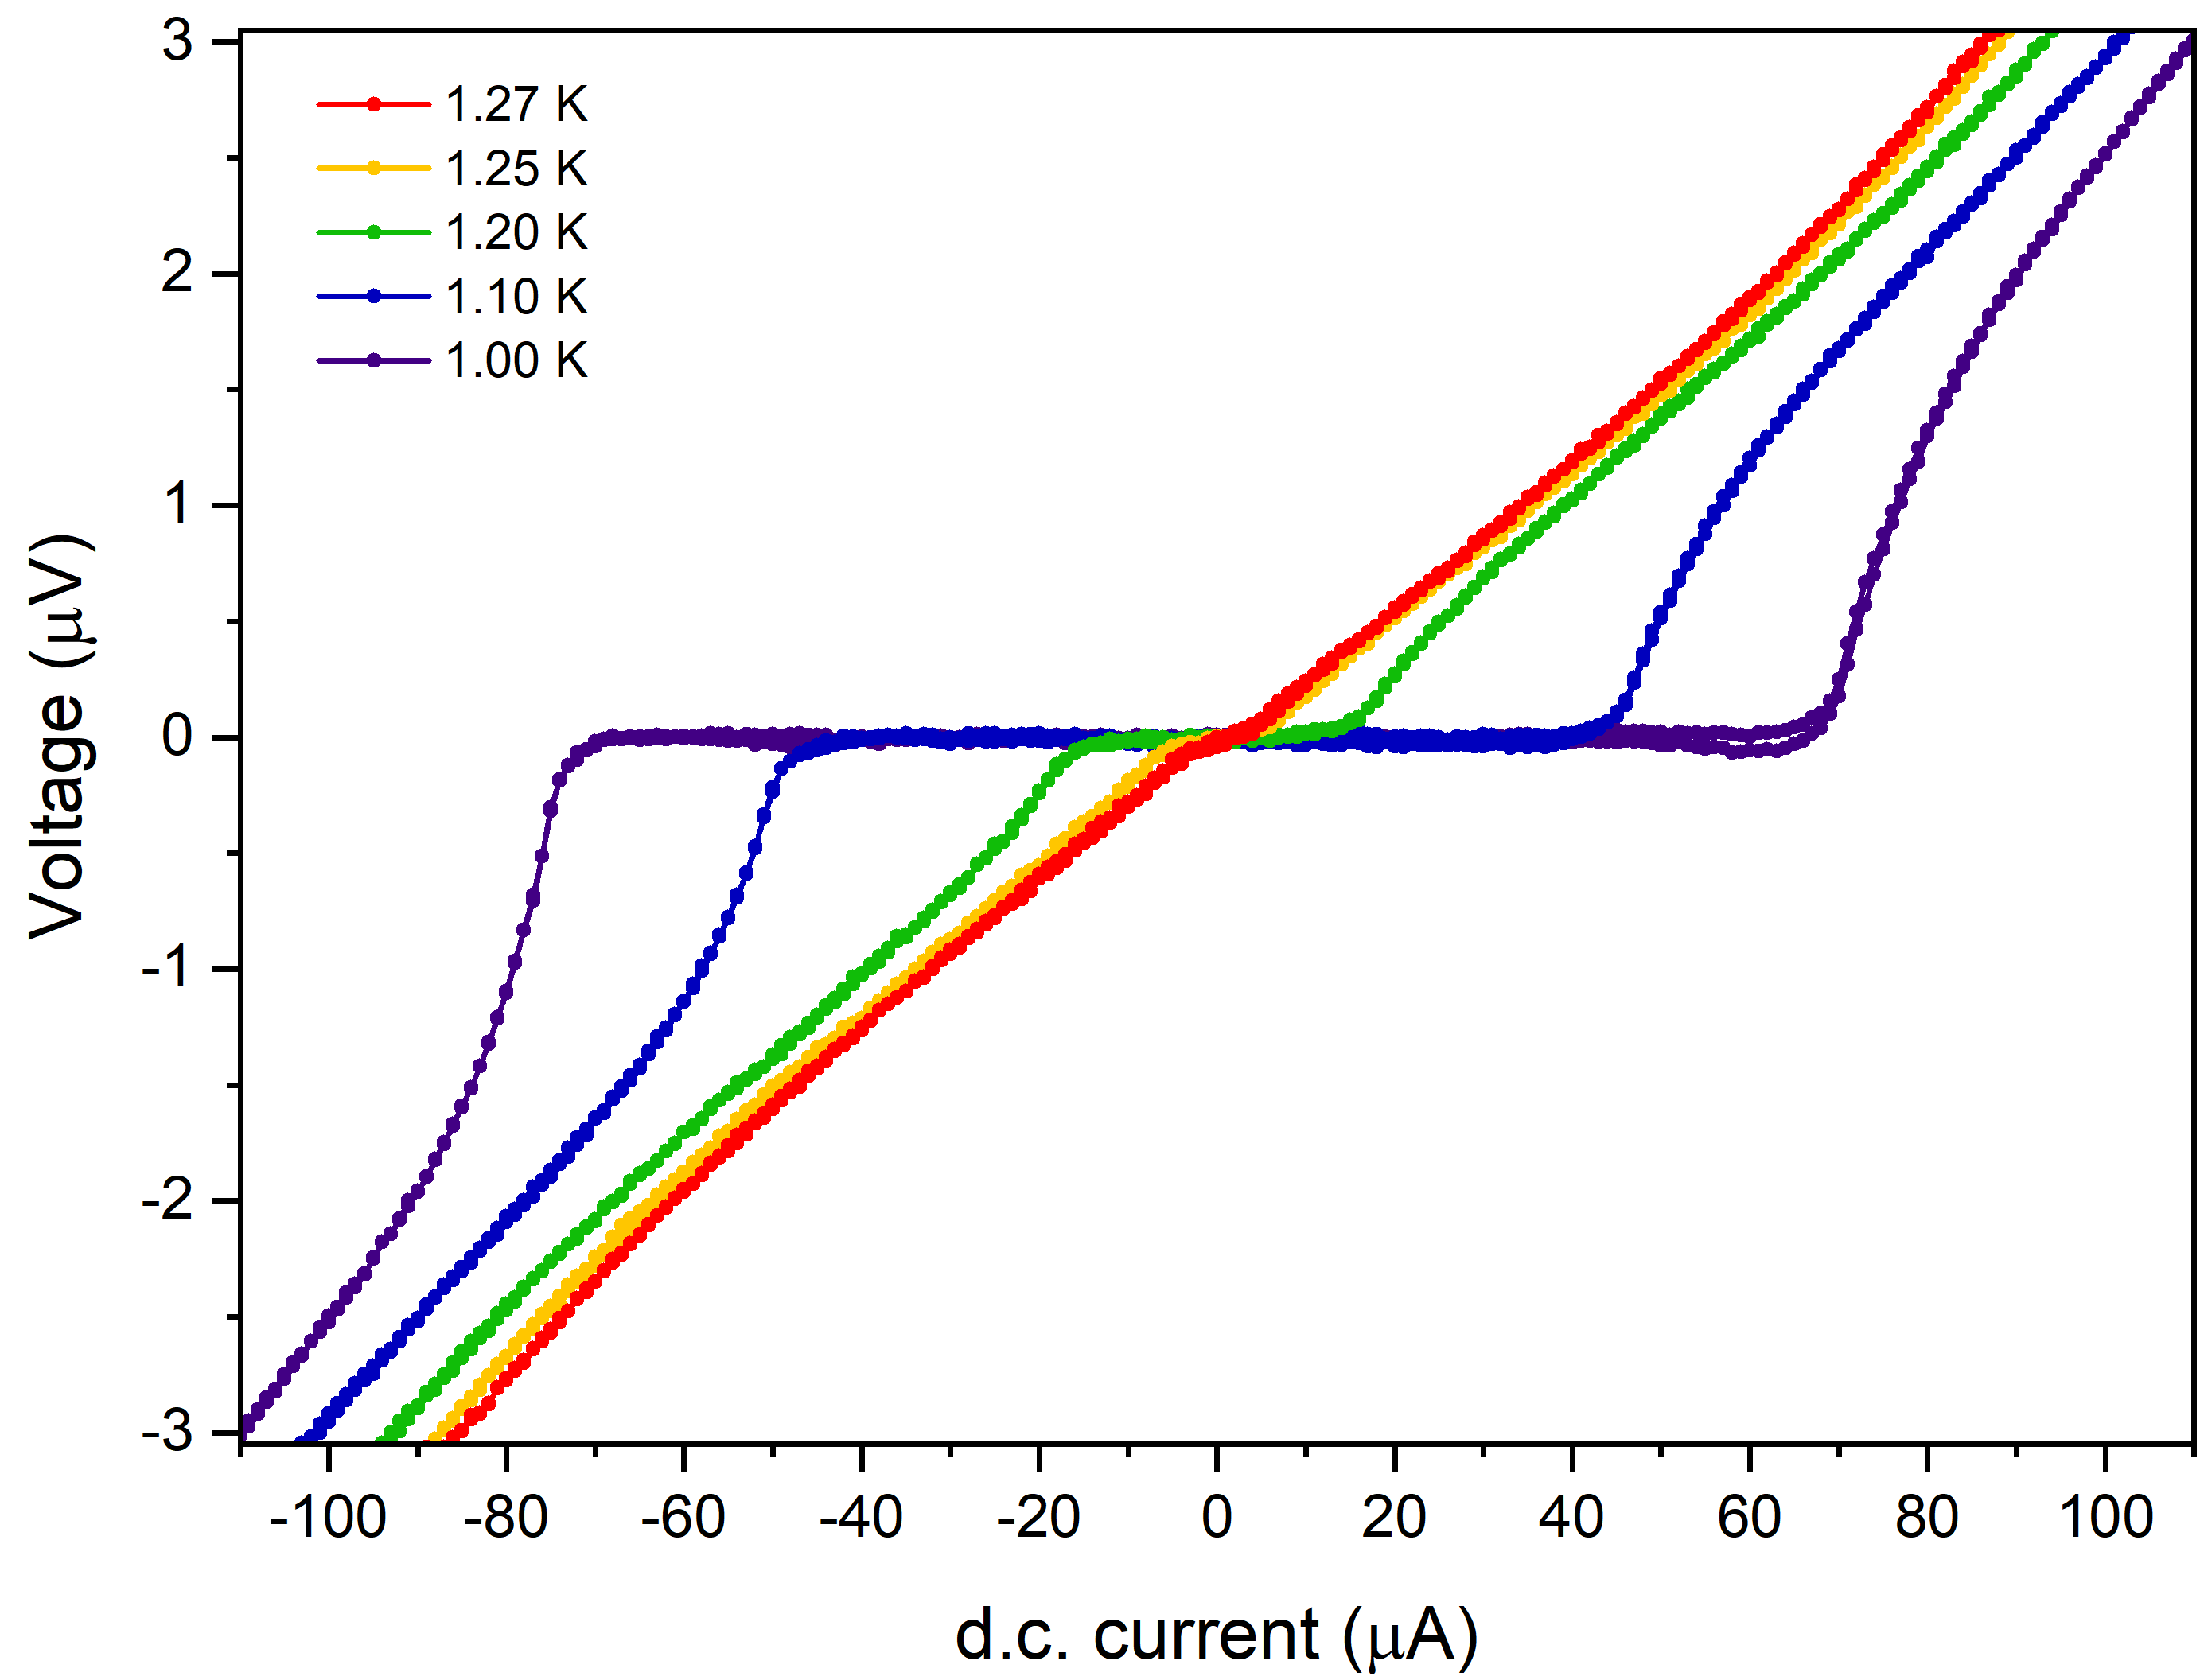 3
2
1
0
-1
-2
-3
Voltage (μV)
1.27 K
1.25 K
1.20 K
1.10 K
1.00 K
-100 -80 -60 -40 -20 0 20 40 60 80 100
d.c. current (μA)